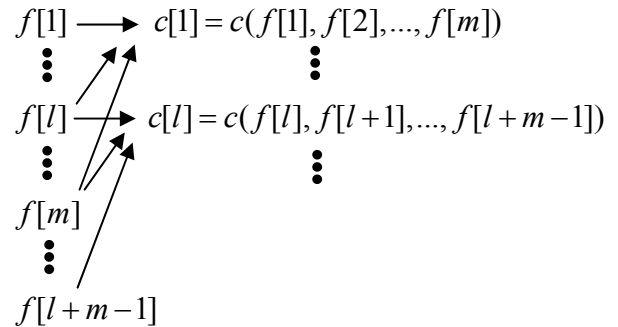 f[1] c[1] = c(f[1], f[2],..., f[m])
f[l] c[l] = c(f[l], f[l+1],..., f[l+m−1])
f[m]
f[l+m−1]